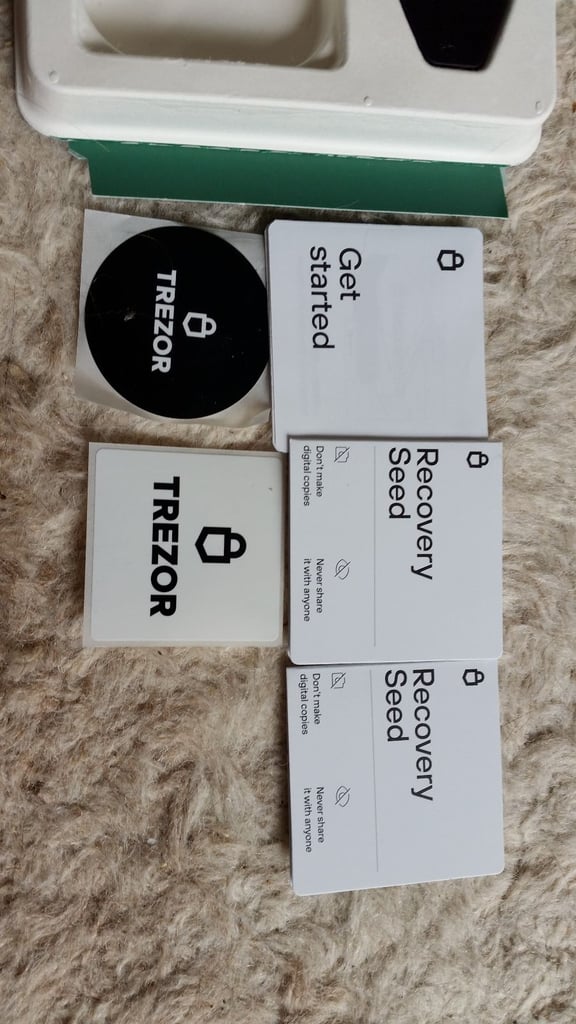 TREZOR
Get
started
TREZOR
Recovery
Seed
Don't make
digital copies
Never share
it with anyone
Recovery
Seed
Don't make
digital copies
Never share
it with anyone